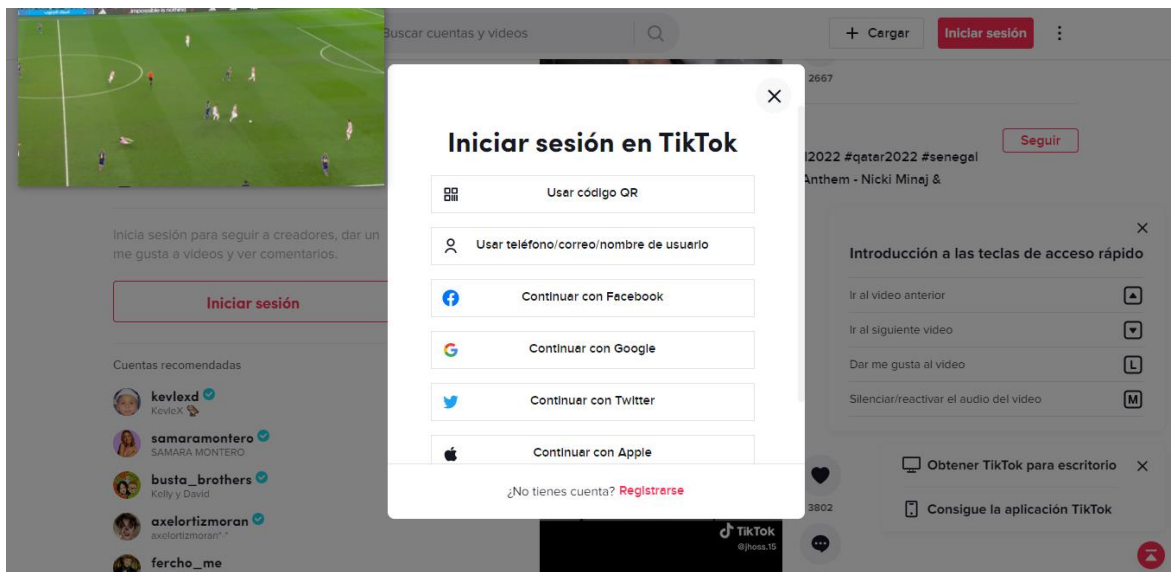 impossible is nothing
Buscar cuentas y videos
Cargar
Iniciar sesión
2667
Seguir
l2022 #qatar2022 #senegal
Anthem - Nicki Minaj &
Iniciar sesión en TikTok
Usar código QR
Usar teléfono/correo/nombre de usuario
Continuar con Facebook
Continuar con Google
Continuar con Twitter
Continuar con Apple
¿No tienes cuenta? Registrarse
Inicia sesión para seguir a creadores, dar un
me gusta a videos y ver comentarios.
Iniciar sesión
Cuentas recomendadas
kevlexd
KevleX
samaramontero
SAMARA MONTERO
busta_brothers
Kelly y David
axelortizmoran
axelortizmoran^.^
fercho_me
Introducción a las teclas de acceso rápido
Ir al video anterior
Ir al siguiente video
Dar me gusta al video
L
Silenciar/reactivar el audio del video
M
Obtener TikTok para escritorio
Consigue la aplicación TikTok
3802
TikTok
@jhoss.15